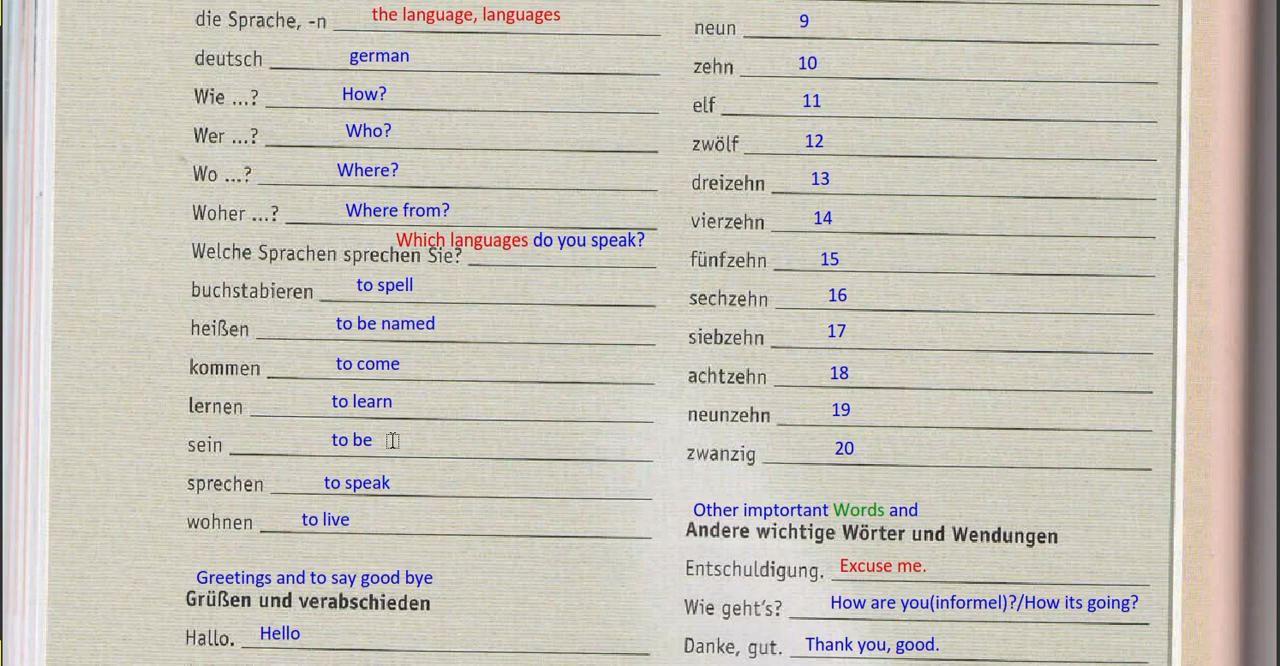 die Sprache, -n the language, languages
deutsch german
Wie ...? How?
Wer ...? Who?
Wo ...? Where?
Woher ...? Where from?
Welche Sprachen sprechen Sie? Which languages do you speak?
buchstabieren to spell
heißen to be named
kommen to come
lernen to learn
sein to be
sprechen to speak
wohnen to live
Greetings and to say good bye
Grüßen und verabschieden
Hallo. Hello
neun 9
zehn 10
elf 11
zwölf 12
dreizehn 13
vierzehn 14
fünfzehn 15
sechzehn 16
siebzehn 17
achtzehn 18
neunzehn 19
zwanzig 20
Other imptortant Words and
Andere wichtige Wörter und Wendungen
Entschuldigung. Excuse me.
Wie geht's? How are you(informel)?/How its going?
Danke, gut. Thank you, good.